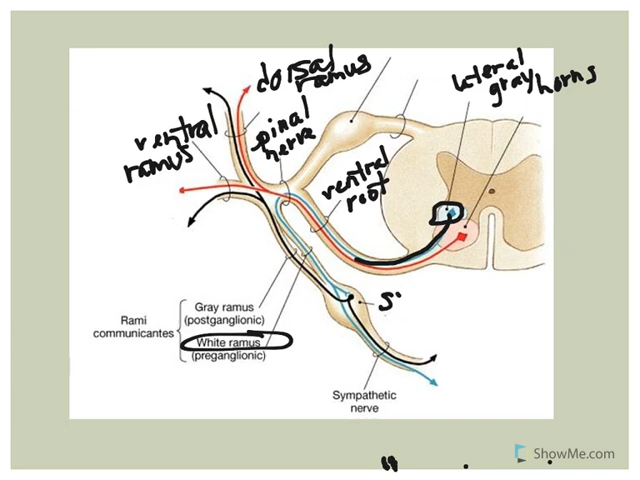 dorsal
ramus
lateral
gray horns
ventral
ramus
pinal
nerve
ventral
root
S
Gray ramus
(postganglionic)
Rami
communicantes
White ramus
(preganglionic)
Sympathetic
nerve
ShowMe.com